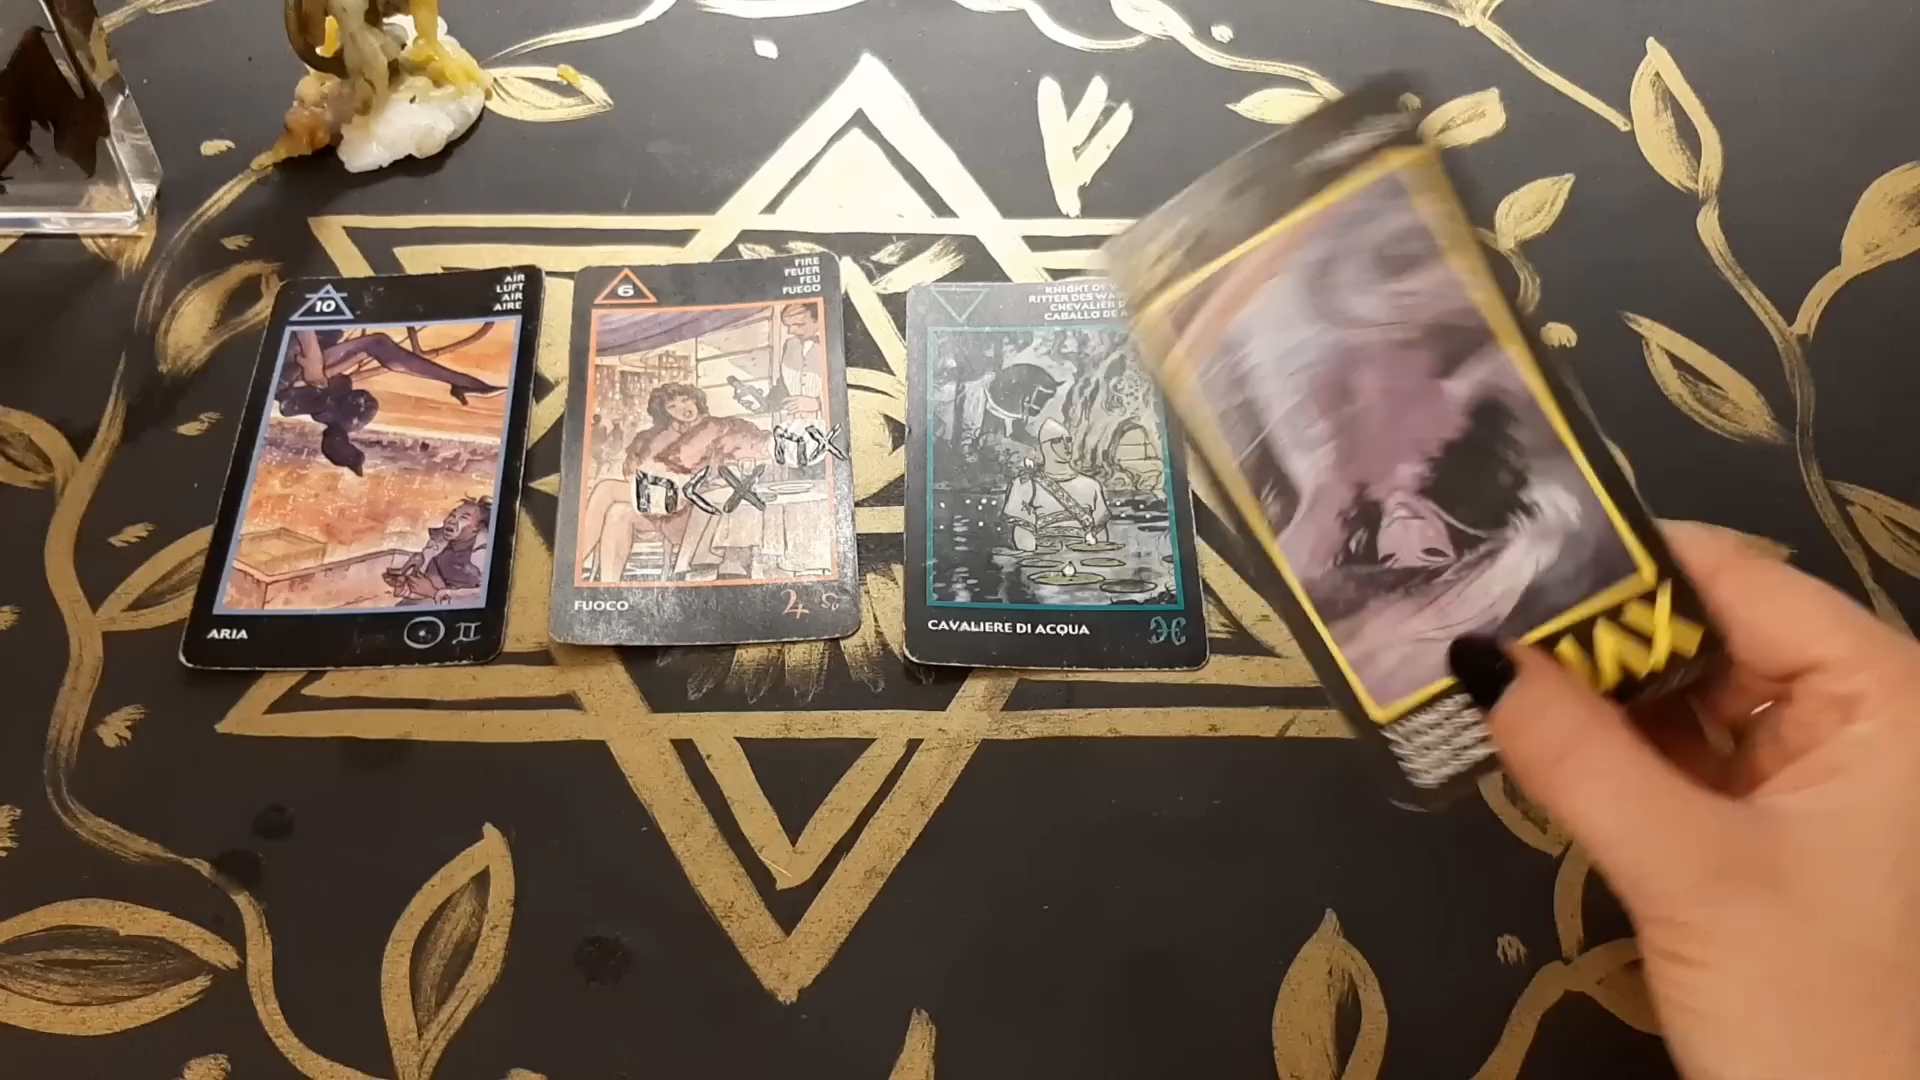 10
AIR
LUFT
AIR
AIRE
ARIA
6
FIRE
FEUER
FEU
FUEGO
FUOCO
KNIGHT OF
RITTER DES
CHEVALIER
CABALLO DE
CAVALIERE DI ACQUA